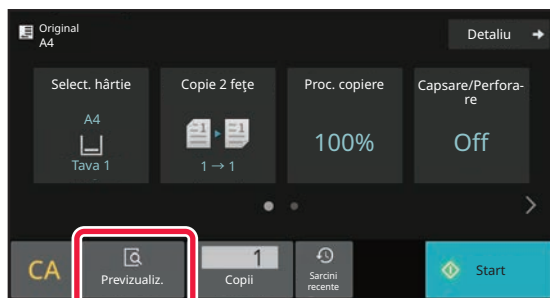 Original
A4
Detaliu
Select. hârtie
A4
Tava 1
Copie 2 feţe
1 → 1
Proc. copiere
100%
Capsare/Perfora-
re
Off
CA
Previzualiz.
1
Copii
Sarcini
recente
Start